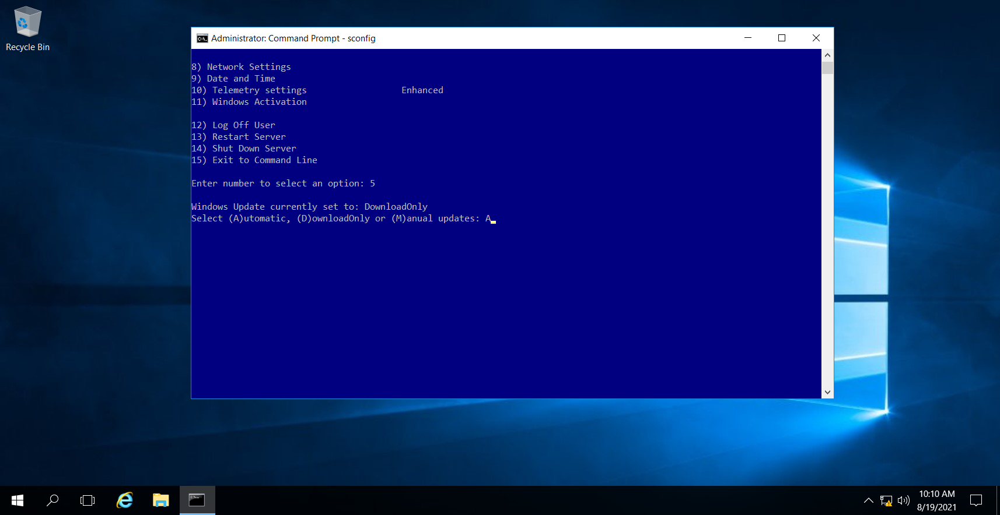 Recycle Bin
Administrator: Command Prompt - sconfig
8) Network Settings
9) Date and Time
10) Telemetry settings Enhanced
11) Windows Activation
12) Log Off User
13) Restart Server
14) Shut Down Server
15) Exit to Command Line
Enter number to select an option: 5
Windows Update currently set to: DownloadOnly
Select (A)utomatic, (D)ownloadOnly or (M)anual updates: A
10:10 AM
8/19/2021